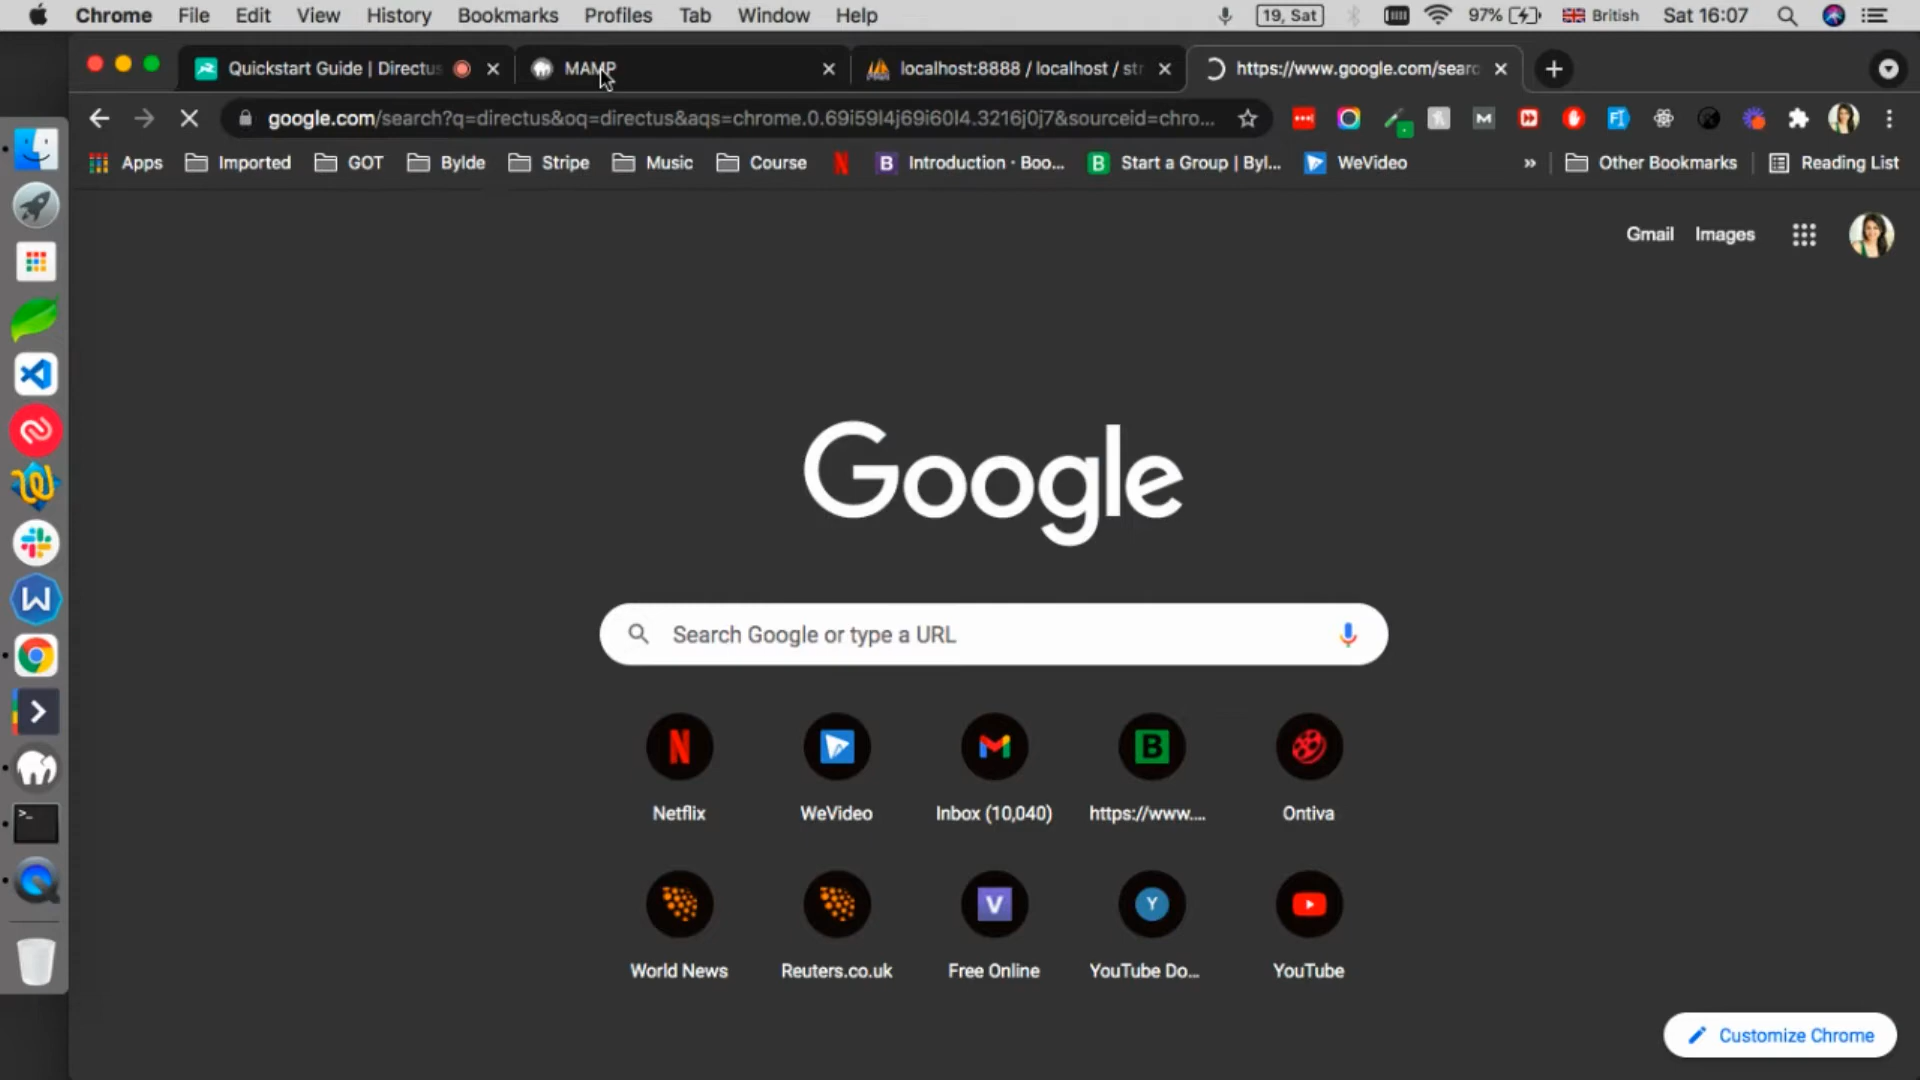 Chrome File Edit View History Bookmarks Profiles Tab Window Help 19, Sat 97% British Sat 16:07
Quickstart Guide | Directus MAMP localhost:8888 / localhost / str https://www.google.com/searc
google.com/search?q=directus&oq=directus&aqs=chrome.0.69i59l4j69i60l4.3216j0j7&sourceid=chro...
Apps Imported GOT Bylde Stripe Music Course B Introduction · Boo... B Start a Group | Byl... WeVideo » Other Bookmarks Reading List
Gmail Images
Google
Search Google or type a URL
Netflix WeVideo Inbox (10,040) https://www.... Ontiva
World News Reuters.co.uk Free Online YouTube Do... YouTube
Customize Chrome